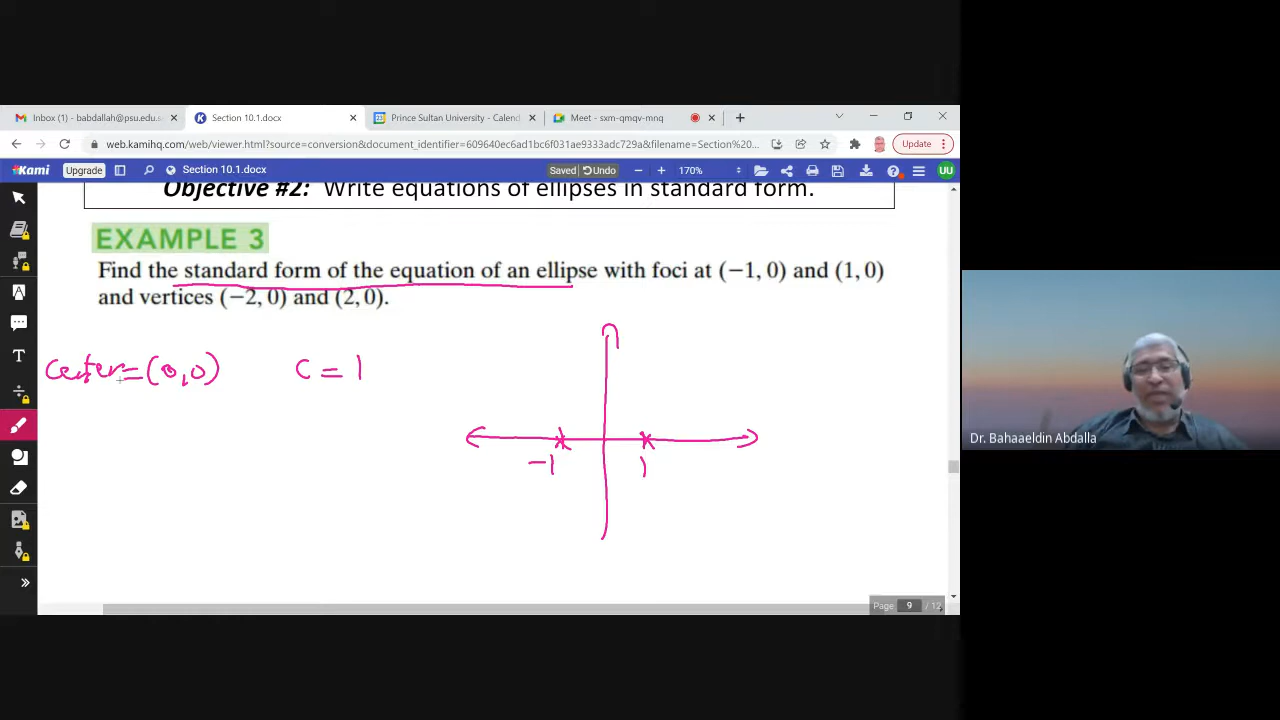 Inbox (1) - babdallah@psu.edu.s
Section 10.1.docx
Prince Sultan University - Calend
Meet - sxm-qmqv-mnq
web.kamihq.com/web/viewer.html?source=conversion&document_identifier=609640ec6ad1bc6f031ae9333adc729a&filename=Section%20...
Update
Kami
Upgrade
Section 10.1.docx
Saved
Undo
170%
UU
Objective #2: Write equations of ellipses in standard form.
EXAMPLE 3
Find the standard form of the equation of an ellipse with foci at (−1, 0) and (1, 0)
and vertices (−2, 0) and (2, 0).
Center=(0,0) C = 1
-1 1
Dr. Bahaaeldin Abdalla
Page 9 / 12